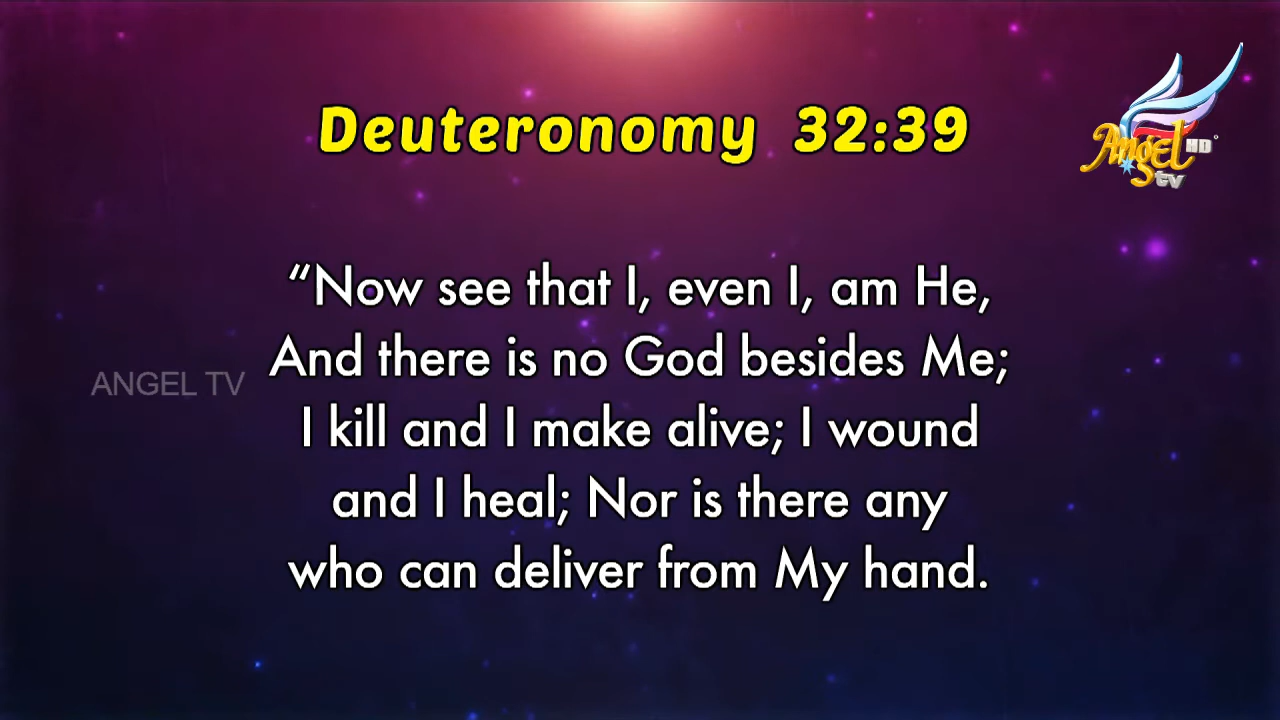 Deuteronomy 32:39
Angel HD
tv
“Now see that I, even I, am He,
And there is no God besides Me;
ANGEL TV
I kill and I make alive; I wound
and I heal; Nor is there any
who can deliver from My hand.